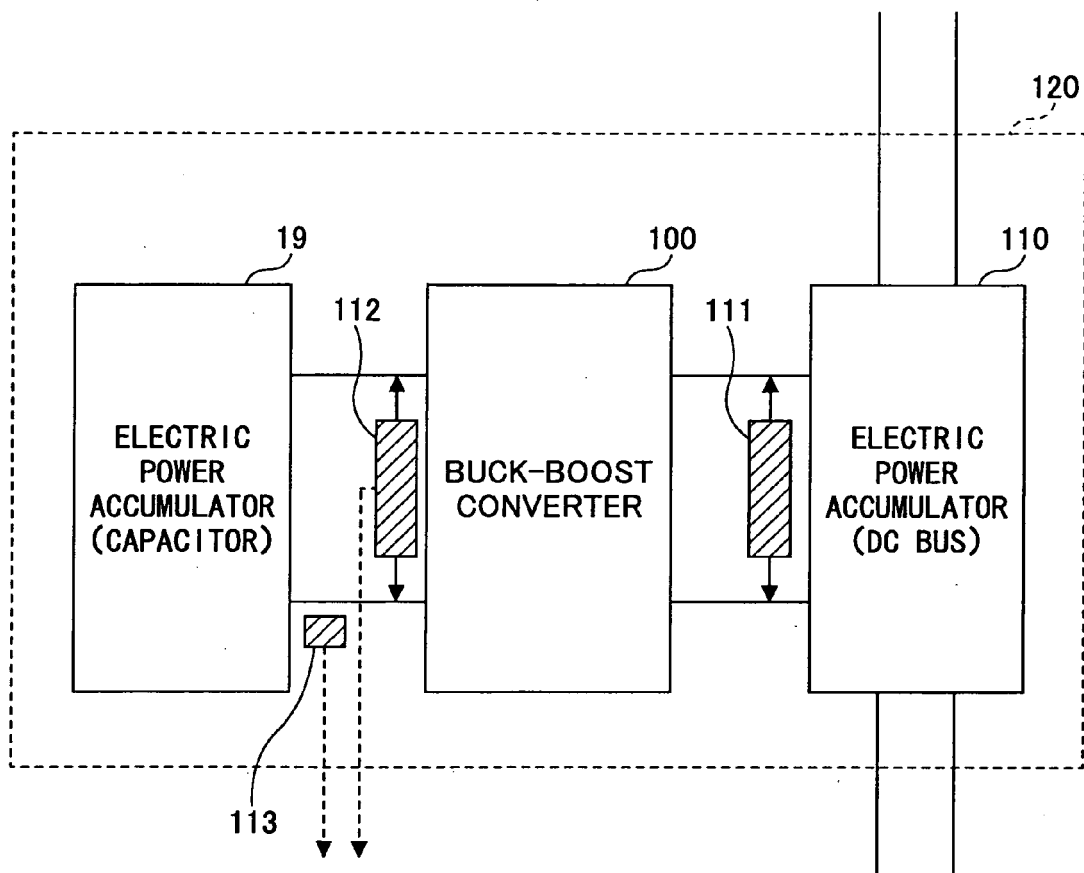 120
19
100
110
112
111
ELECTRIC
POWER
ACCUMULATOR
(CAPACITOR)
BUCK-BOOST
CONVERTER
ELECTRIC
POWER
ACCUMULATOR
(DC BUS)
113